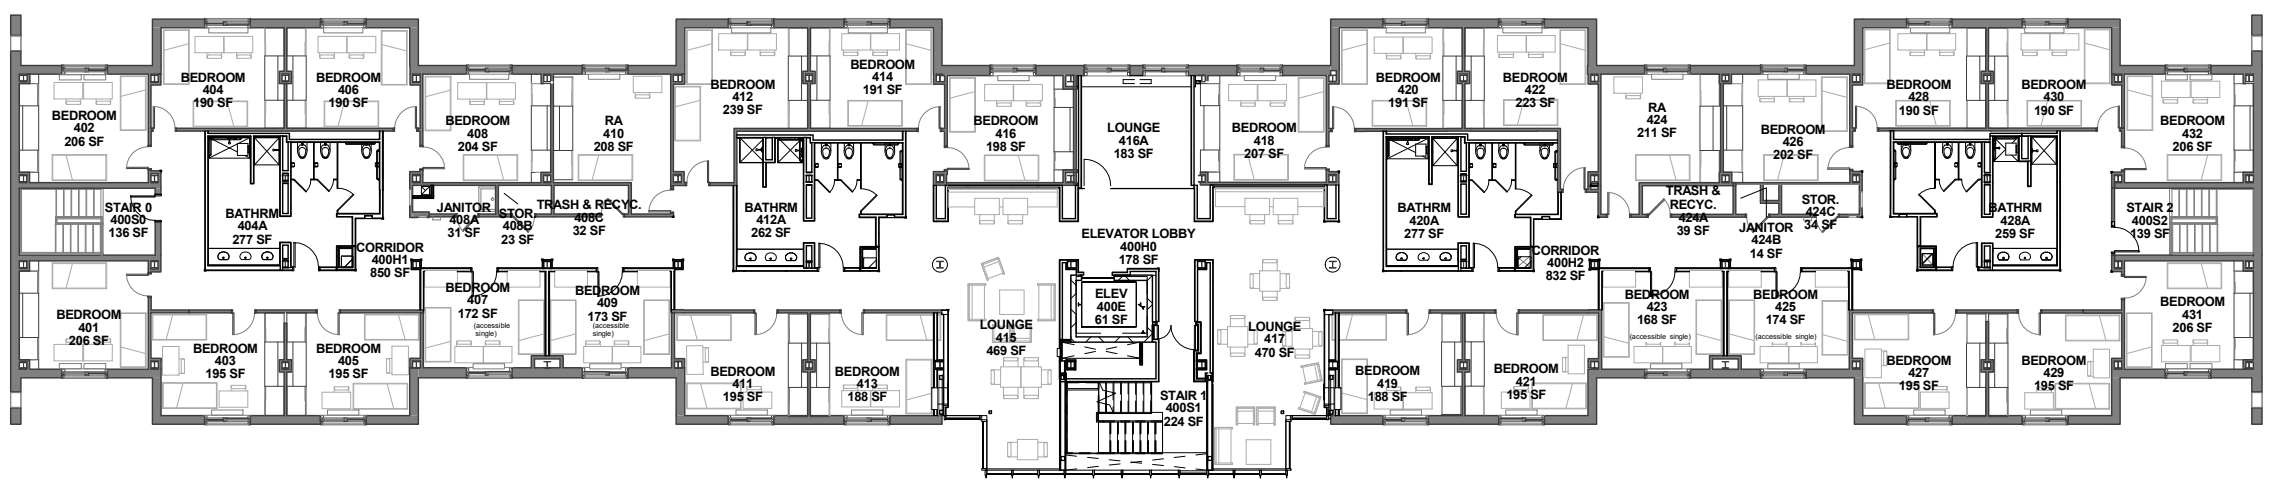 BEDROOM
402
206 SF
BEDROOM
404
190 SF
BEDROOM
406
190 SF
BEDROOM
408
204 SF
RA
410
208 SF
BEDROOM
412
239 SF
BEDROOM
414
191 SF
BEDROOM
416
198 SF
LOUNGE
416A
183 SF
BEDROOM
418
207 SF
BEDROOM
420
191 SF
BEDROOM
422
223 SF
RA
424
211 SF
BEDROOM
426
202 SF
BEDROOM
428
190 SF
BEDROOM
430
190 SF
BEDROOM
432
206 SF
STAIR 0
400S0
136 SF
BATHRM
404A
277 SF
CORRIDOR
400H1
850 SF
JANITOR
408A
31 SF
STOR.
408B
23 SF
TRASH & RECYC.
408C
32 SF
BATHRM
412A
262 SF
ELEVATOR LOBBY
400H0
178 SF
BATHRM
420A
277 SF
CORRIDOR
400H2
832 SF
TRASH &
RECYC.
424A
39 SF
JANITOR
424B
14 SF
STOR.
424C
34 SF
BATHRM
428A
259 SF
STAIR 2
400S2
139 SF
BEDROOM
401
206 SF
BEDROOM
403
195 SF
BEDROOM
405
195 SF
BEDROOM
407
172 SF
(accessible
single)
BEDROOM
409
173 SF
(accessible
single)
BEDROOM
411
195 SF
BEDROOM
413
188 SF
LOUNGE
415
469 SF
ELEV
400E
61 SF
STAIR 1
400S1
224 SF
LOUNGE
417
470 SF
BEDROOM
419
188 SF
BEDROOM
421
195 SF
BEDROOM
423
168 SF
(accessible single)
BEDROOM
425
174 SF
(accessible single)
BEDROOM
427
195 SF
BEDROOM
429
195 SF
BEDROOM
431
206 SF